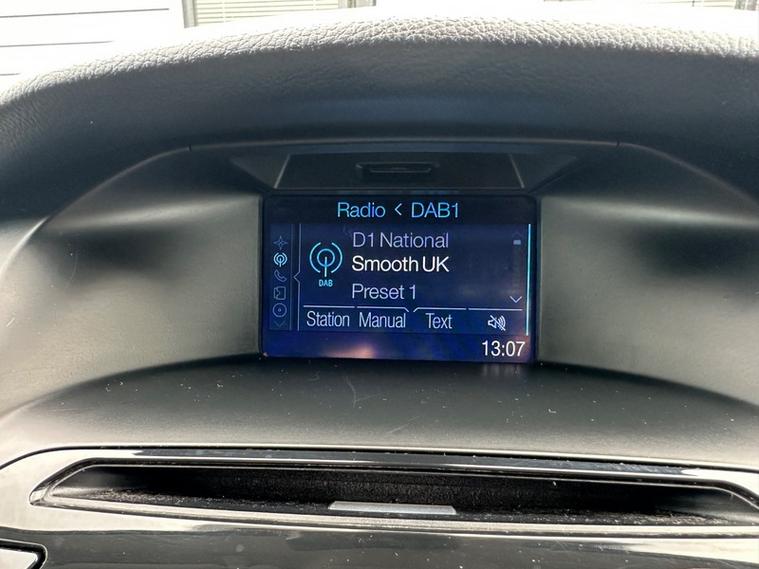 Radio < DAB1
D1 National
Smooth UK
DAB
Preset 1
Station Manual Text
13:07